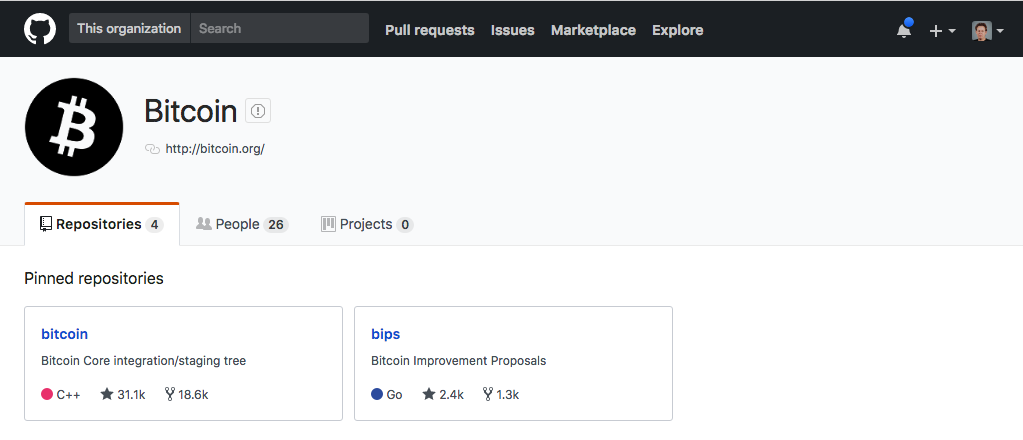 This organization Search Pull requests Issues Marketplace Explore
Bitcoin
http://bitcoin.org/
Repositories 4 People 26 Projects 0
Pinned repositories
bitcoin
Bitcoin Core integration/staging tree
C++ 31.1k 18.6k
bips
Bitcoin Improvement Proposals
Go 2.4k 1.3k